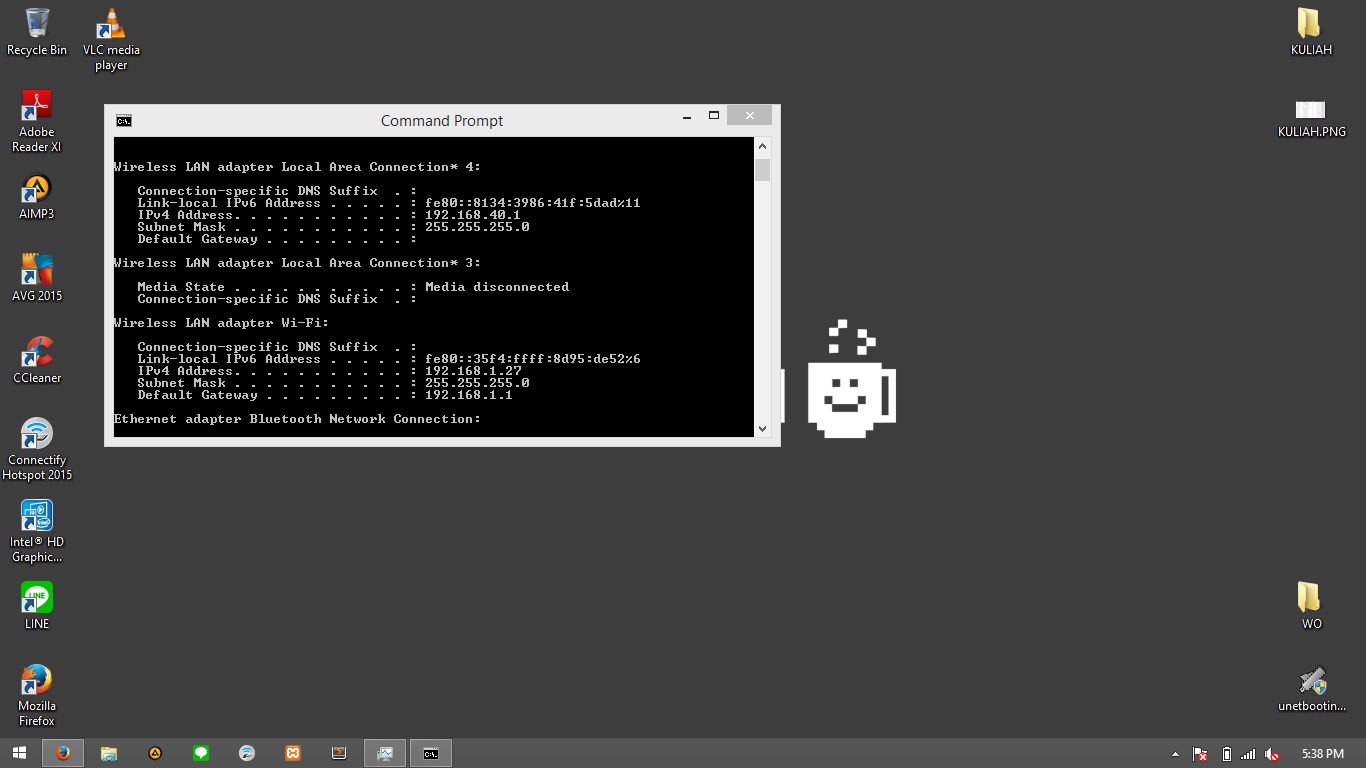 Recycle Bin
VLC media
player
Adobe
Reader XI
AIMP3
AVG 2015
CCleaner
Connectify
Hotspot 2015
Intel® HD
Graphic...
LINE
Mozilla
Firefox
KULIAH
KULIAH.PNG
WO
unetbootin...
C:\.
Command Prompt
Wireless LAN adapter Local Area Connection* 4:
Connection-specific DNS Suffix  . :
Link-local IPv6 Address . . . . . : fe80::8134:3986:41f:5dad%11
IPv4 Address. . . . . . . . . . . : 192.168.40.1
Subnet Mask . . . . . . . . . . . : 255.255.255.0
Default Gateway . . . . . . . . . :
Wireless LAN adapter Local Area Connection* 3:
Media State . . . . . . . . . . . : Media disconnected
Connection-specific DNS Suffix  . :
Wireless LAN adapter Wi-Fi:
Connection-specific DNS Suffix  . :
Link-local IPv6 Address . . . . . : fe80::35f4:ffff:8d95:de52%6
IPv4 Address. . . . . . . . . . . : 192.168.1.27
Subnet Mask . . . . . . . . . . . : 255.255.255.0
Default Gateway . . . . . . . . . : 192.168.1.1
Ethernet adapter Bluetooth Network Connection:
5:38 PM